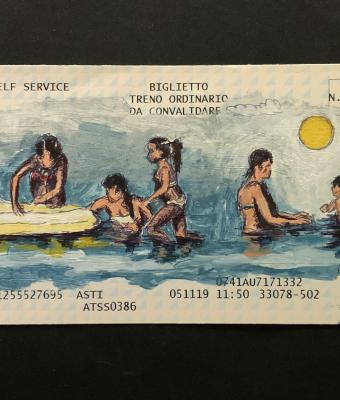 ELF SERVICE
BIGLIETTO
N.
TRENO ORDINARIO
DA CONVALIDARE
0741AU7171332
1255527695 ASTI 051119 11:50 33078-502
ATSS0386